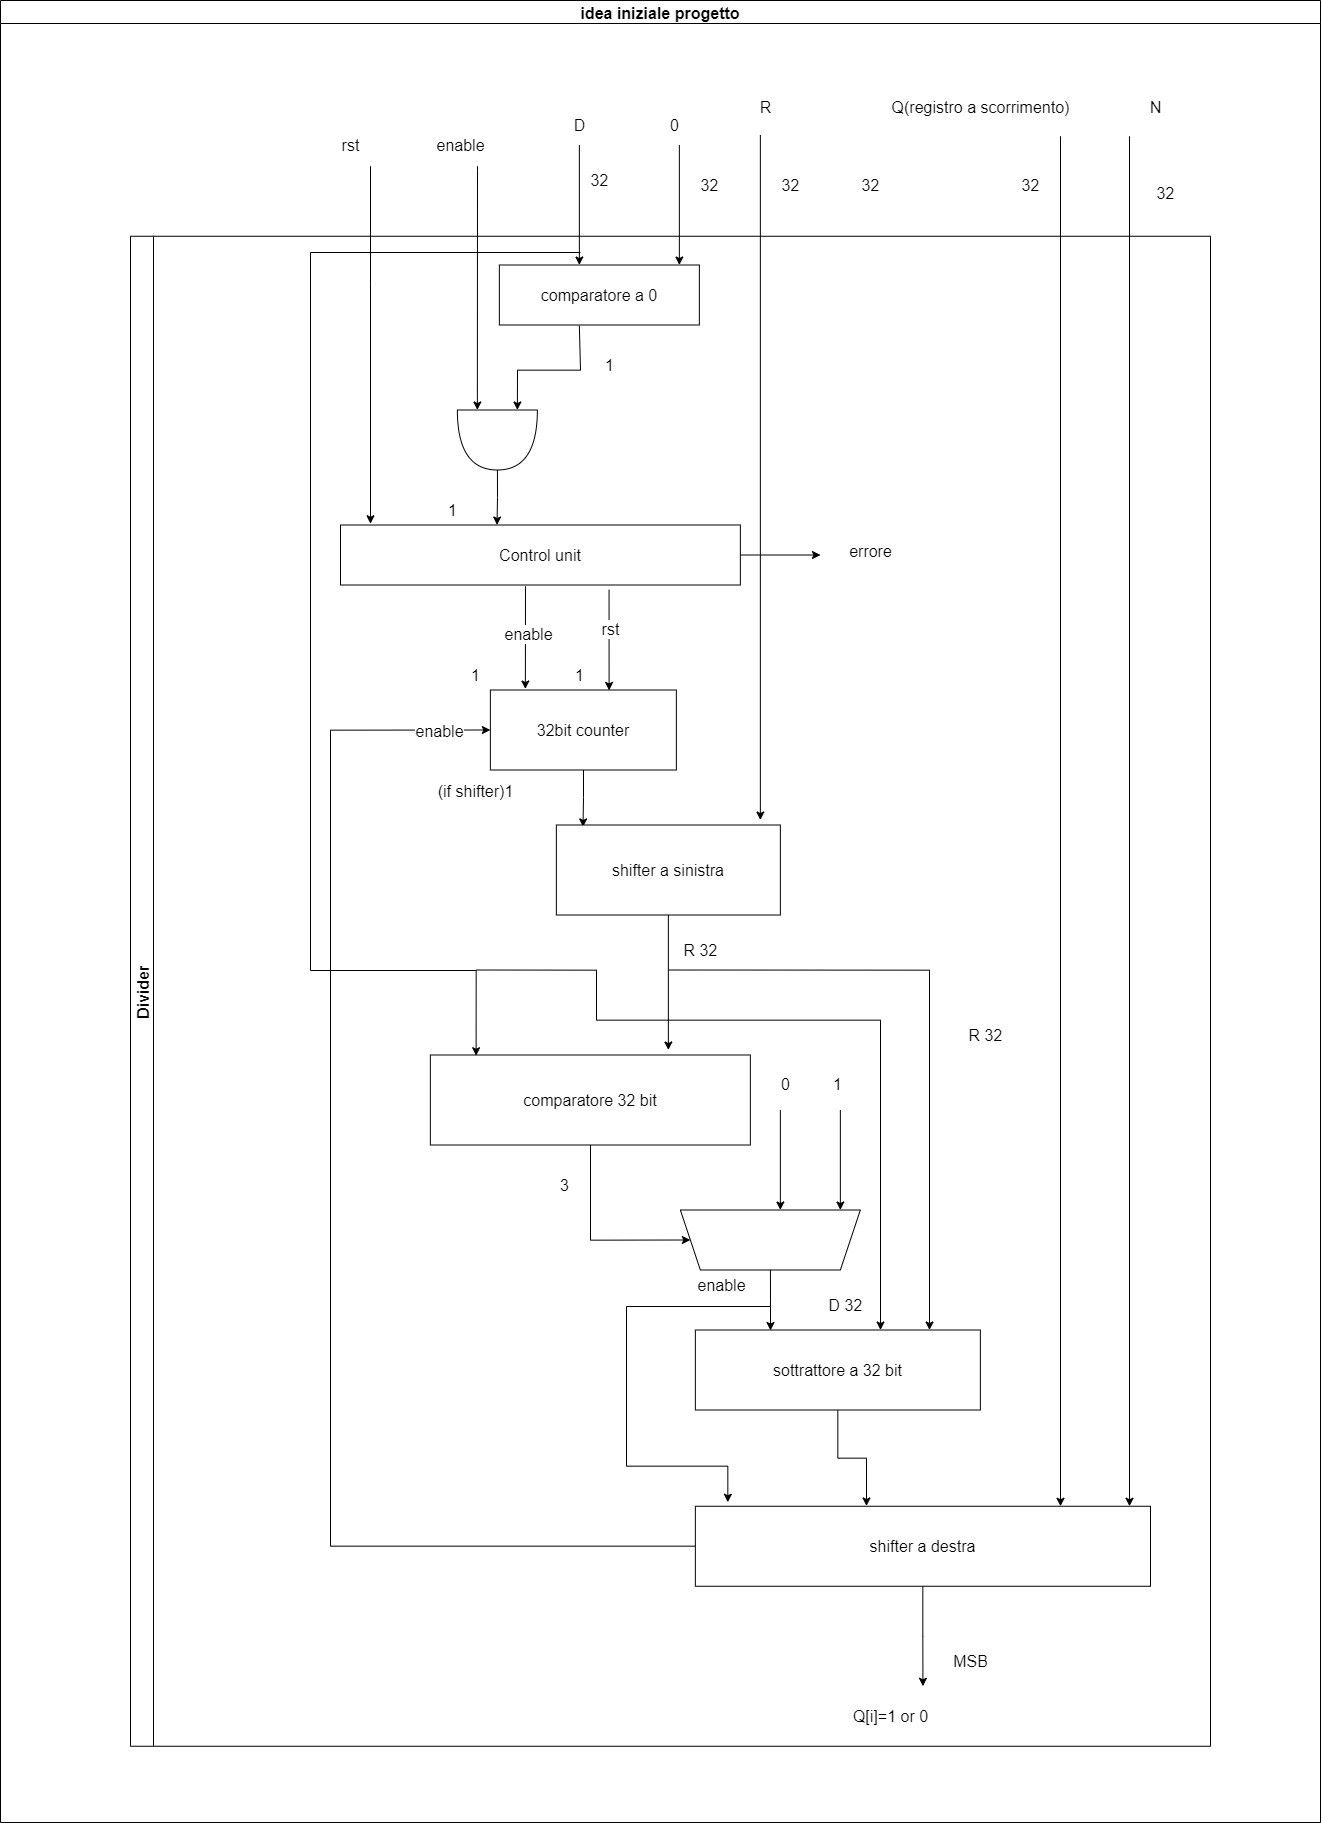 idea iniziale progetto
R
Q(registro a scorrimento)
N
D
0
rst
enable
32
32
32
32
32
32
comparatore a 0
1
1
Control unit
errore
enable
rst
1
1
enable
32bit counter
(if shifter)1
shifter a sinistra
R 32
Divider
R 32
0
1
comparatore 32 bit
3
enable
D 32
sottrattore a 32 bit
shifter a destra
MSB
Q[i]=1 or 0